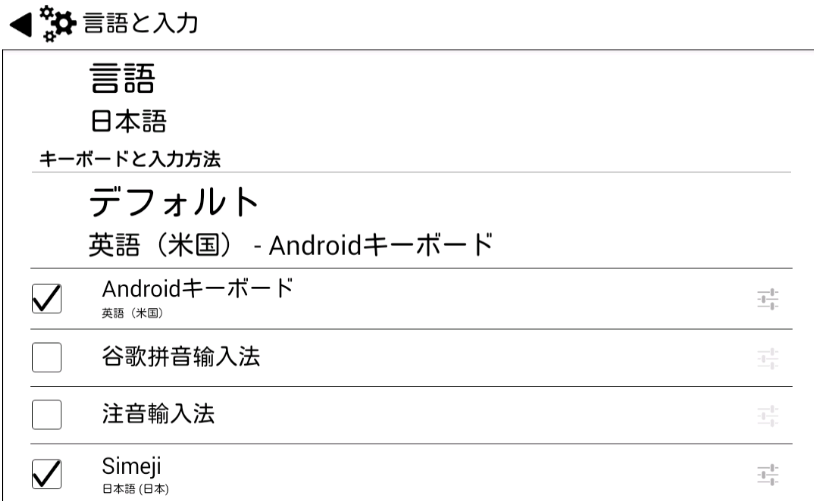 言語と入力
言語
日本語
キーボードと入力方法
デフォルト
英語（米国） - Androidキーボード
Androidキーボード
英語（米国）
谷歌拼音输入法
注音輸入法
Simeji
日本語 (日本)